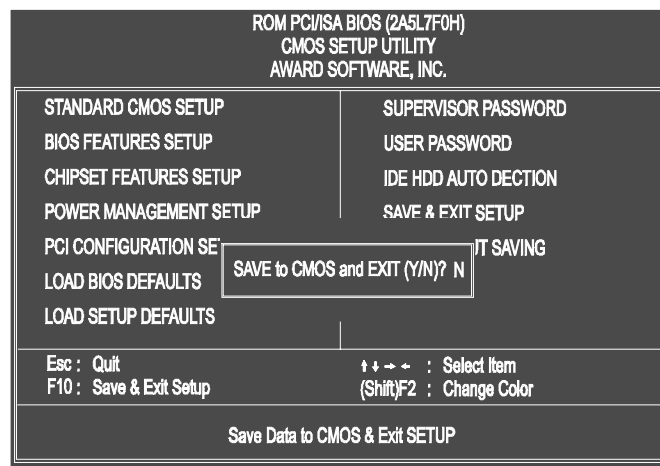 ROM PCI/ISA BIOS (2A5L7F0H)
CMOS SETUP UTILITY
AWARD SOFTWARE, INC.
STANDARD CMOS SETUP
BIOS FEATURES SETUP
CHIPSET FEATURES SETUP
POWER MANAGEMENT SETUP
PCI CONFIGURATION
LOAD BIOS DEFAULTS
LOAD SETUP DEFAULTS
SUPERVISOR PASSWORD
USER PASSWORD
IDE HDD AUTO DECTION
SAVE & EXIT SETUP
SAVING
SAVE to CMOS and EXIT (Y/N)? N
Esc : Quit
F10 : Save & Exit Setup
↑ ↓ → ← : Select Item
(Shift)F2 : Change Color
Save Data to CMOS & Exit SETUP